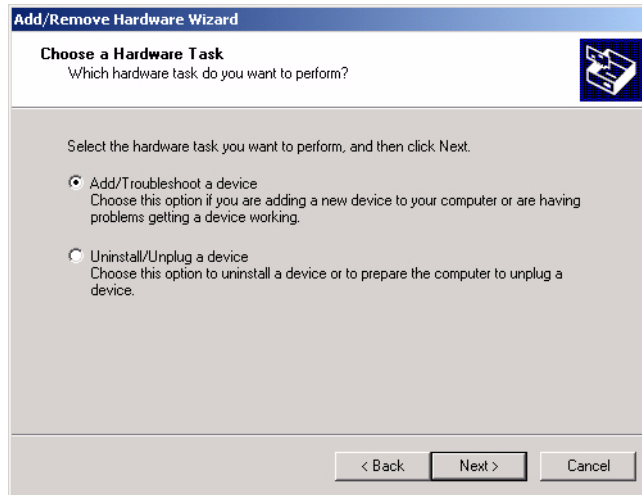 Add/Remove Hardware Wizard
Choose a Hardware Task
Which hardware task do you want to perform?
Select the hardware task you want to perform, and then click Next.
Add/Troubleshoot a device
Choose this option if you are adding a new device to your computer or are having
problems getting a device working.
Uninstall/Unplug a device
Choose this option to uninstall a device or to prepare the computer to unplug a
device.
< Back Next > Cancel